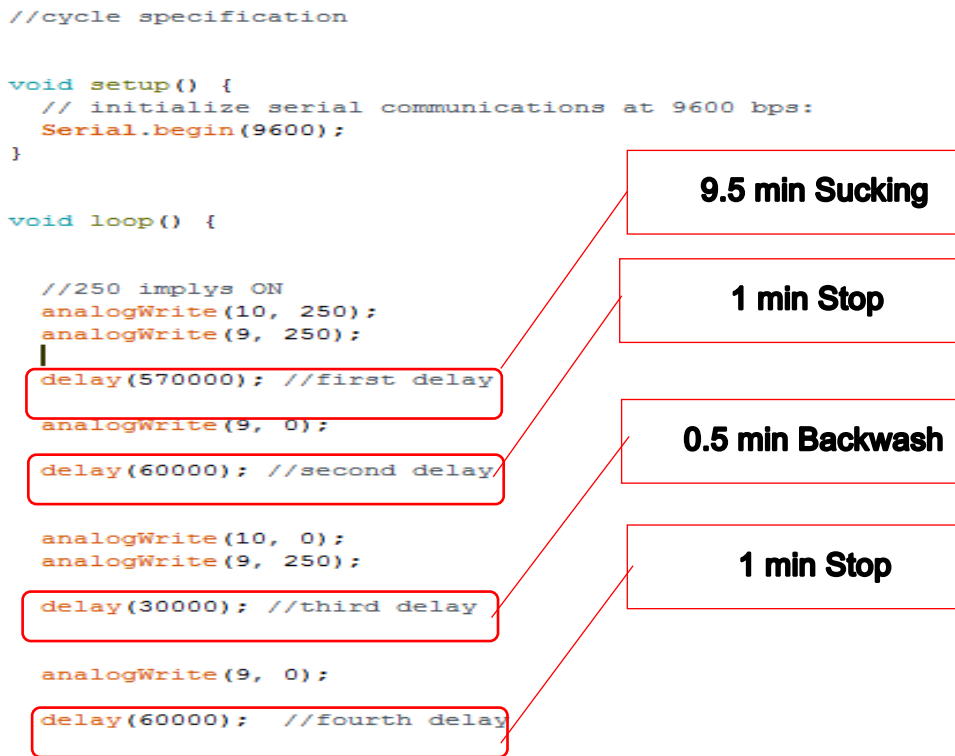 //cycle specification
void setup() {
// initialize serial communications at 9600 bps:
Serial.begin(9600);
}
9.5 min Sucking
void loop() {
//250 implys ON
1 min Stop
analogWrite(10, 250);
analogWrite(9, 250);
delay(570000); //first delay
analogWrite(9, 0);
0.5 min Backwash
delay(60000); //second delay
analogWrite(10, 0);
analogWrite(9, 250);
1 min Stop
delay(30000); //third delay
analogWrite(9, 0);
delay(60000);  //fourth delay